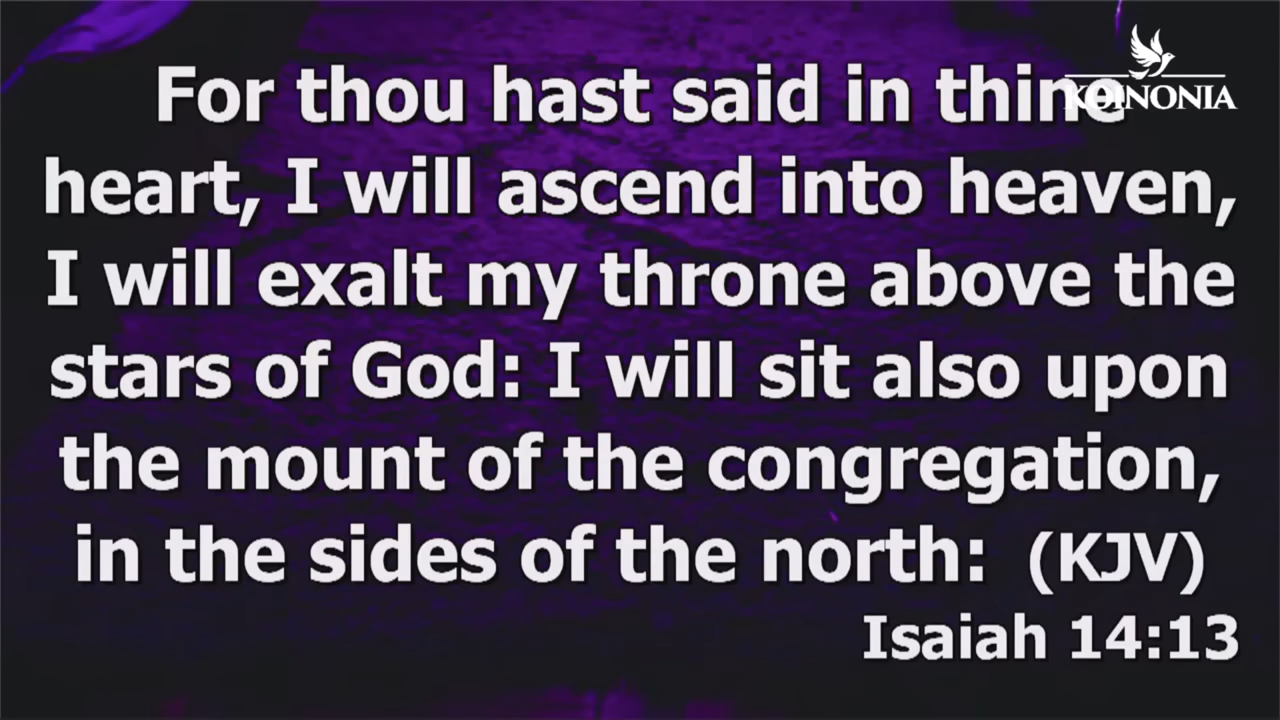 For thou hast said in thine
KOINONIA
heart, I will ascend into heaven,
I will exalt my throne above the
stars of God: I will sit also upon
the mount of the congregation,
in the sides of the north: (KJV)
Isaiah 14:13